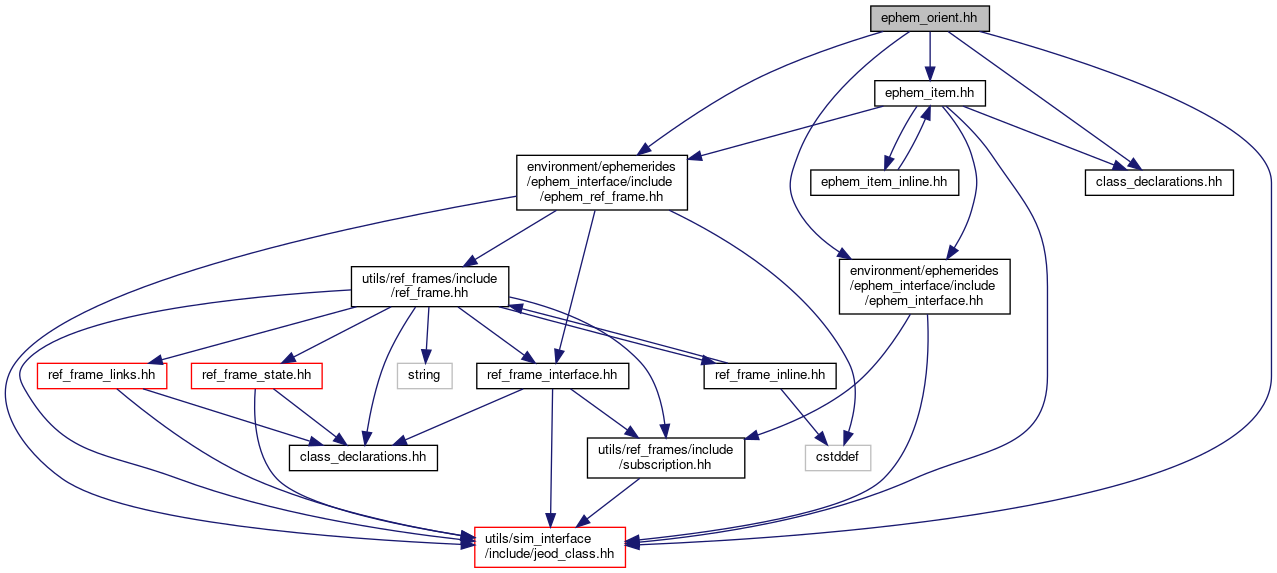 ephem_orient.hh
ephem_item.hh
environment/ephemerides
/ephem_interface/include
/ephem_ref_frame.hh
ephem_item_inline.hh
class_declarations.hh
environment/ephemerides
/ephem_interface/include
/ephem_interface.hh
utils/ref_frames/include
/ref_frame.hh
ref_frame_links.hh
ref_frame_state.hh
string
ref_frame_interface.hh
ref_frame_inline.hh
class_declarations.hh
utils/ref_frames/include
/subscription.hh
cstddef
utils/sim_interface
/include/jeod_class.hh